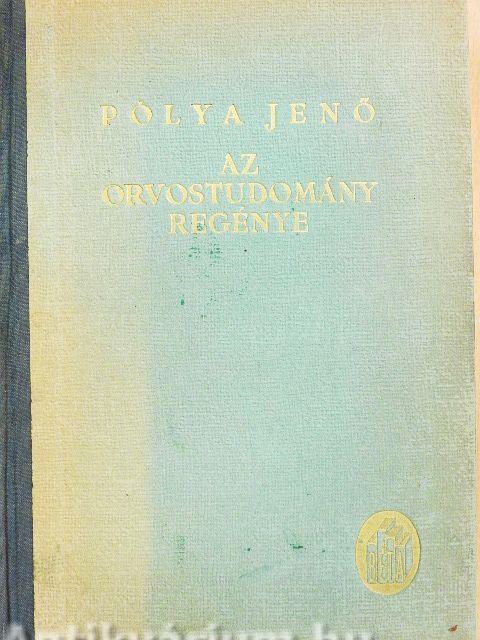 PÓLYA JENŐ
AZ
ORVOSTUDOMÁNY
REGÉNYE